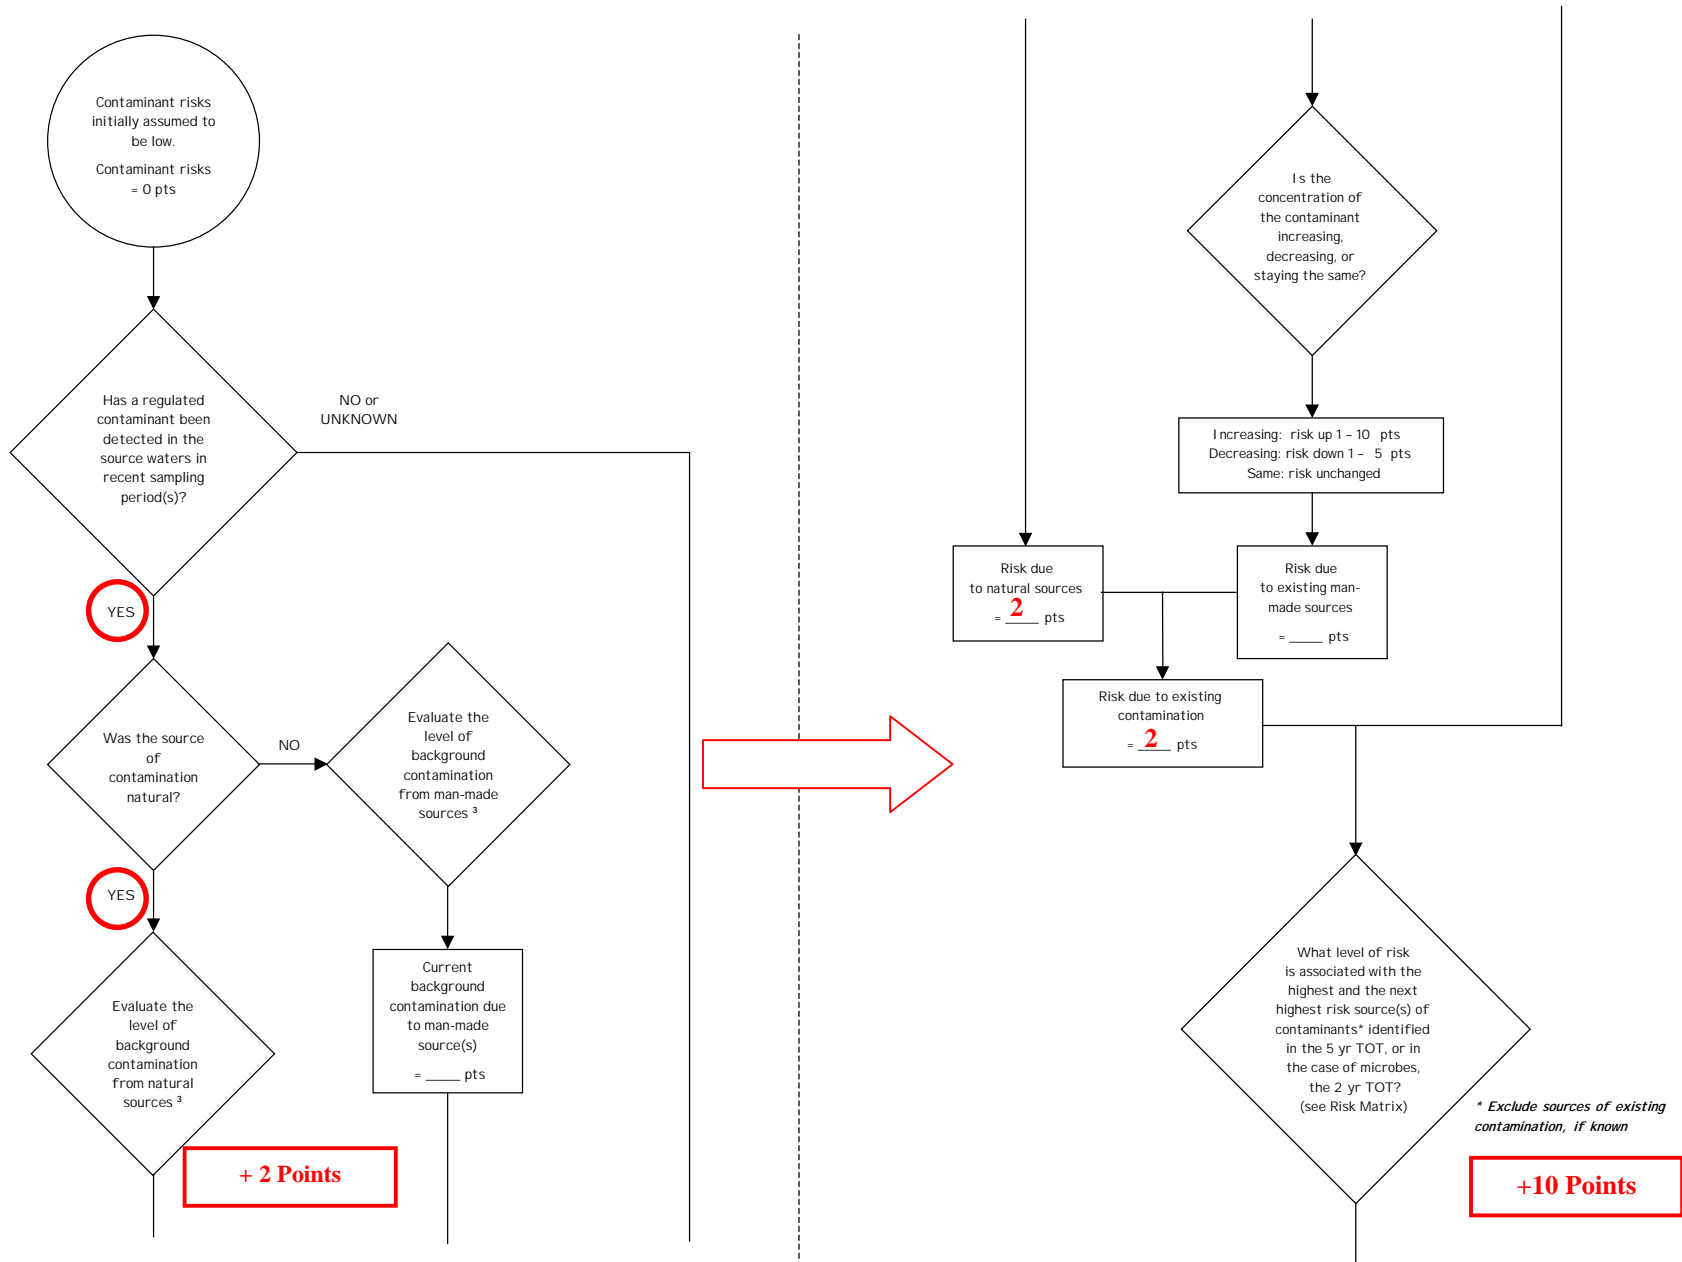 Contaminant risks
initially assumed to
be low.
Contaminant risks
= 0 pts
Has a regulated
contaminant been
detected in the
source waters in
recent sampling
period(s)?
NO or
UNKNOWN
YES
Was the source
of
contamination
natural?
NO
Evaluate the
level of
background
contamination
from man-made
sources ³
YES
Evaluate the
level of
background
contamination
from natural
sources ³
Current
background
contamination due
to man-made
source(s)
= _____ pts
+ 2 Points
Is the
concentration of
the contaminant
increasing,
decreasing, or
staying the same?
Increasing: risk up 1 – 10 pts
Decreasing: risk down 1 – 5 pts
Same: risk unchanged
Risk due
to natural sources
= __2__ pts
Risk due
to existing man-
made sources
= _____ pts
Risk due to existing
contamination
= __2__ pts
What level of risk
is associated with the
highest and the next
highest risk source(s) of
contaminants* identified
in the 5 yr TOT, or in
the case of microbes,
the 2 yr TOT?
(see Risk Matrix)
* Exclude sources of existing
contamination, if known
+10 Points